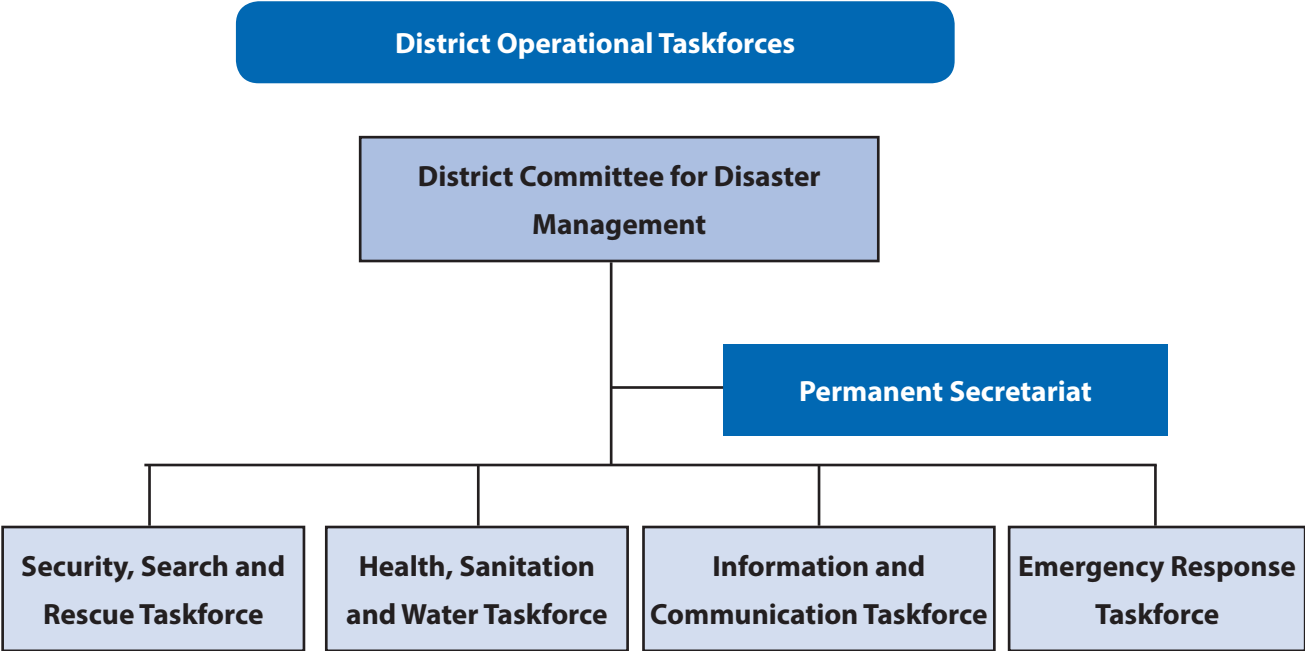 District Operational Taskforces
District Committee for Disaster
Management
Permanent Secretariat
Security, Search and
Rescue Taskforce
Health, Sanitation
and Water Taskforce
Information and
Communication Taskforce
Emergency Response
Taskforce